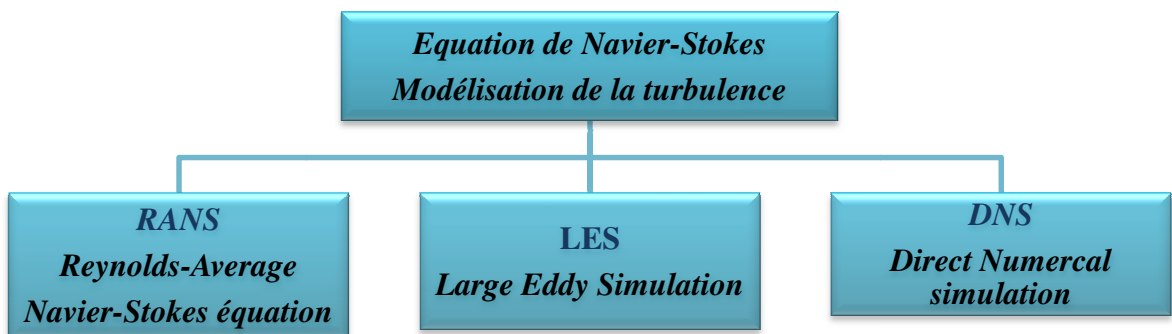 Equation de Navier-Stokes
Modélisation de la turbulence
RANS
Reynolds-Average
Navier-Stokes équation
LES
Large Eddy Simulation
DNS
Direct Numercal
simulation